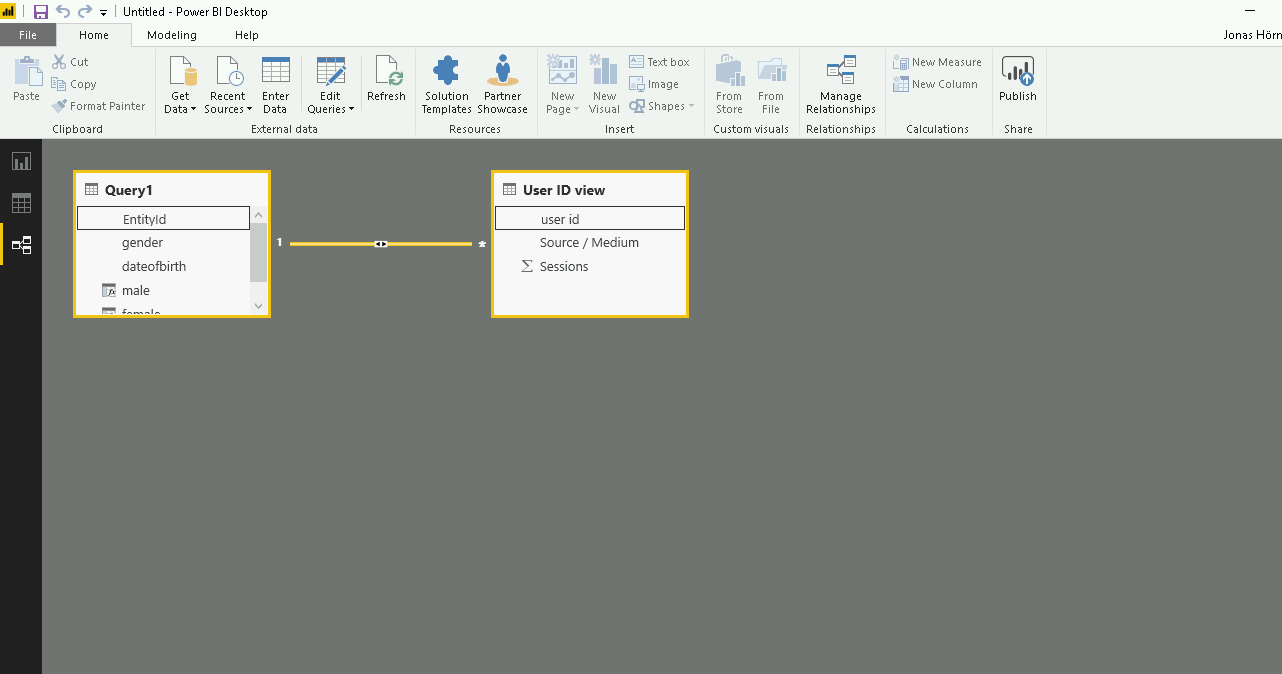 Untitled - Power BI Desktop
File Home Modeling Help
Jonas Hörn
Paste
Cut
Copy
Format Painter
Clipboard
Get Data
Recent Sources
Enter Data
Edit Queries
Refresh
External data
Solution Templates
Partner Showcase
Resources
New Page
New Visual
Text box
Image
Shapes
Insert
From Store
From File
Custom visuals
Manage Relationships
Relationships
New Measure
New Column
Calculations
Publish
Share
Query1
EntityId
gender
dateofbirth
male
female
1
*
User ID view
user id
Source / Medium
Σ Sessions